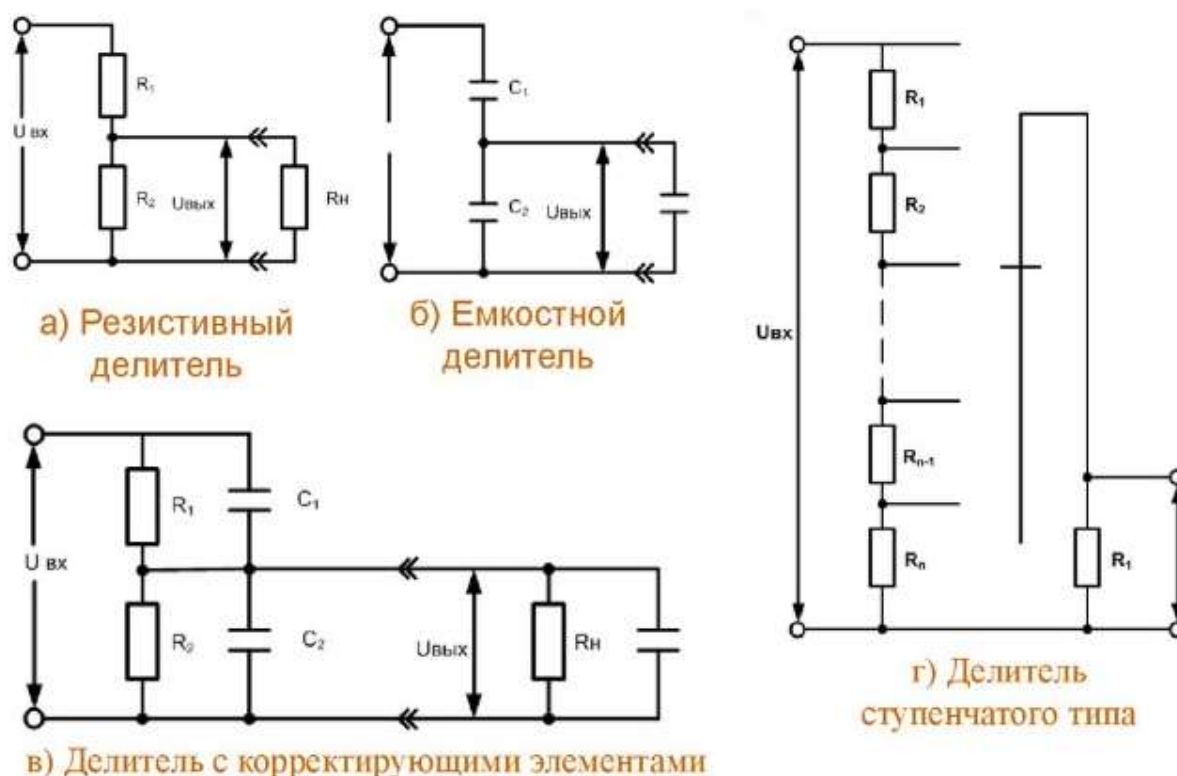 R₁
U вх
R₂
Uвых
Rн
а) Резистивный
делитель
C₁
C₂
Uвых
б) Емкостной
делитель
R₁
R₂
Uвх
Rn-1
Rn
R₁
г) Делитель
ступенчатого типа
R₁
C₁
U вх
R₂
C₂
Uвых
Rн
в) Делитель с корректирующими элементами